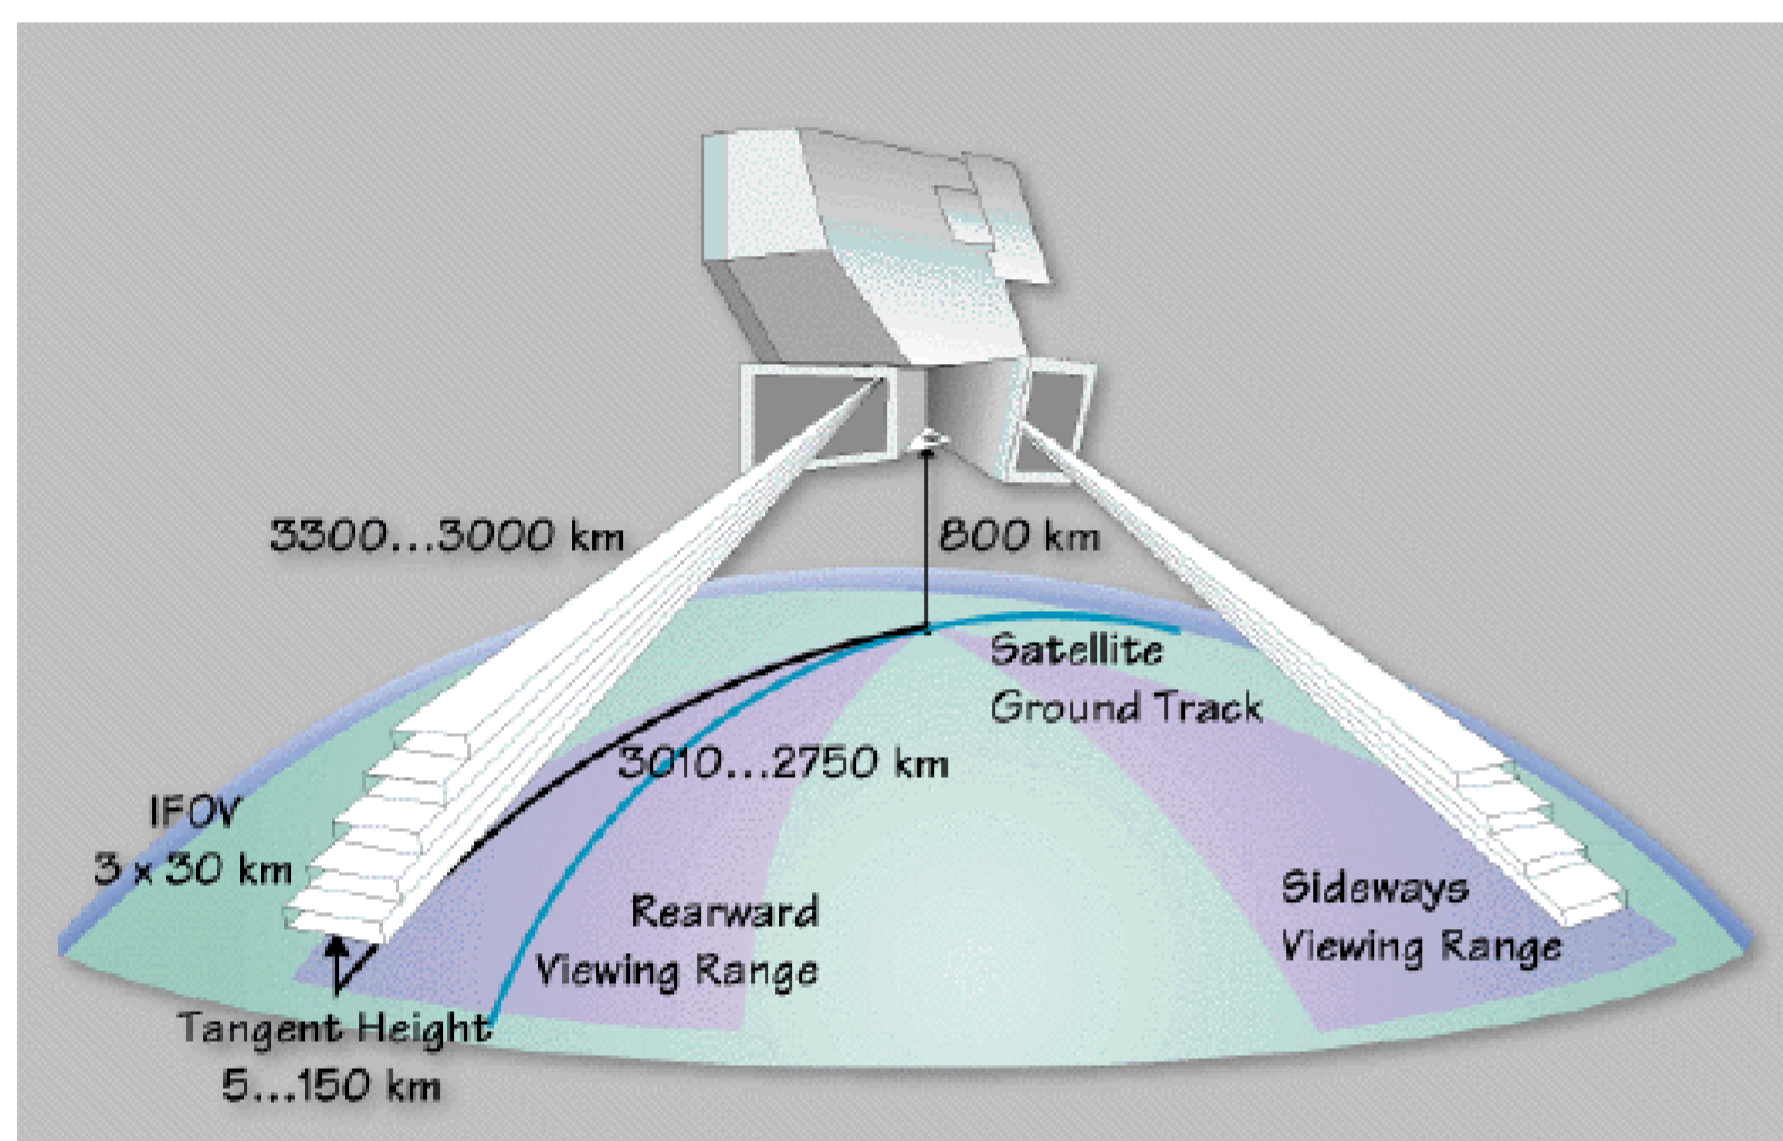 3300...3000 km
800 km
Satellite
Ground Track
3010...2750 km
IFOV
3 x 30 km
Rearward
Viewing Range
Sideways
Viewing Range
Tangent Height
5...150 km